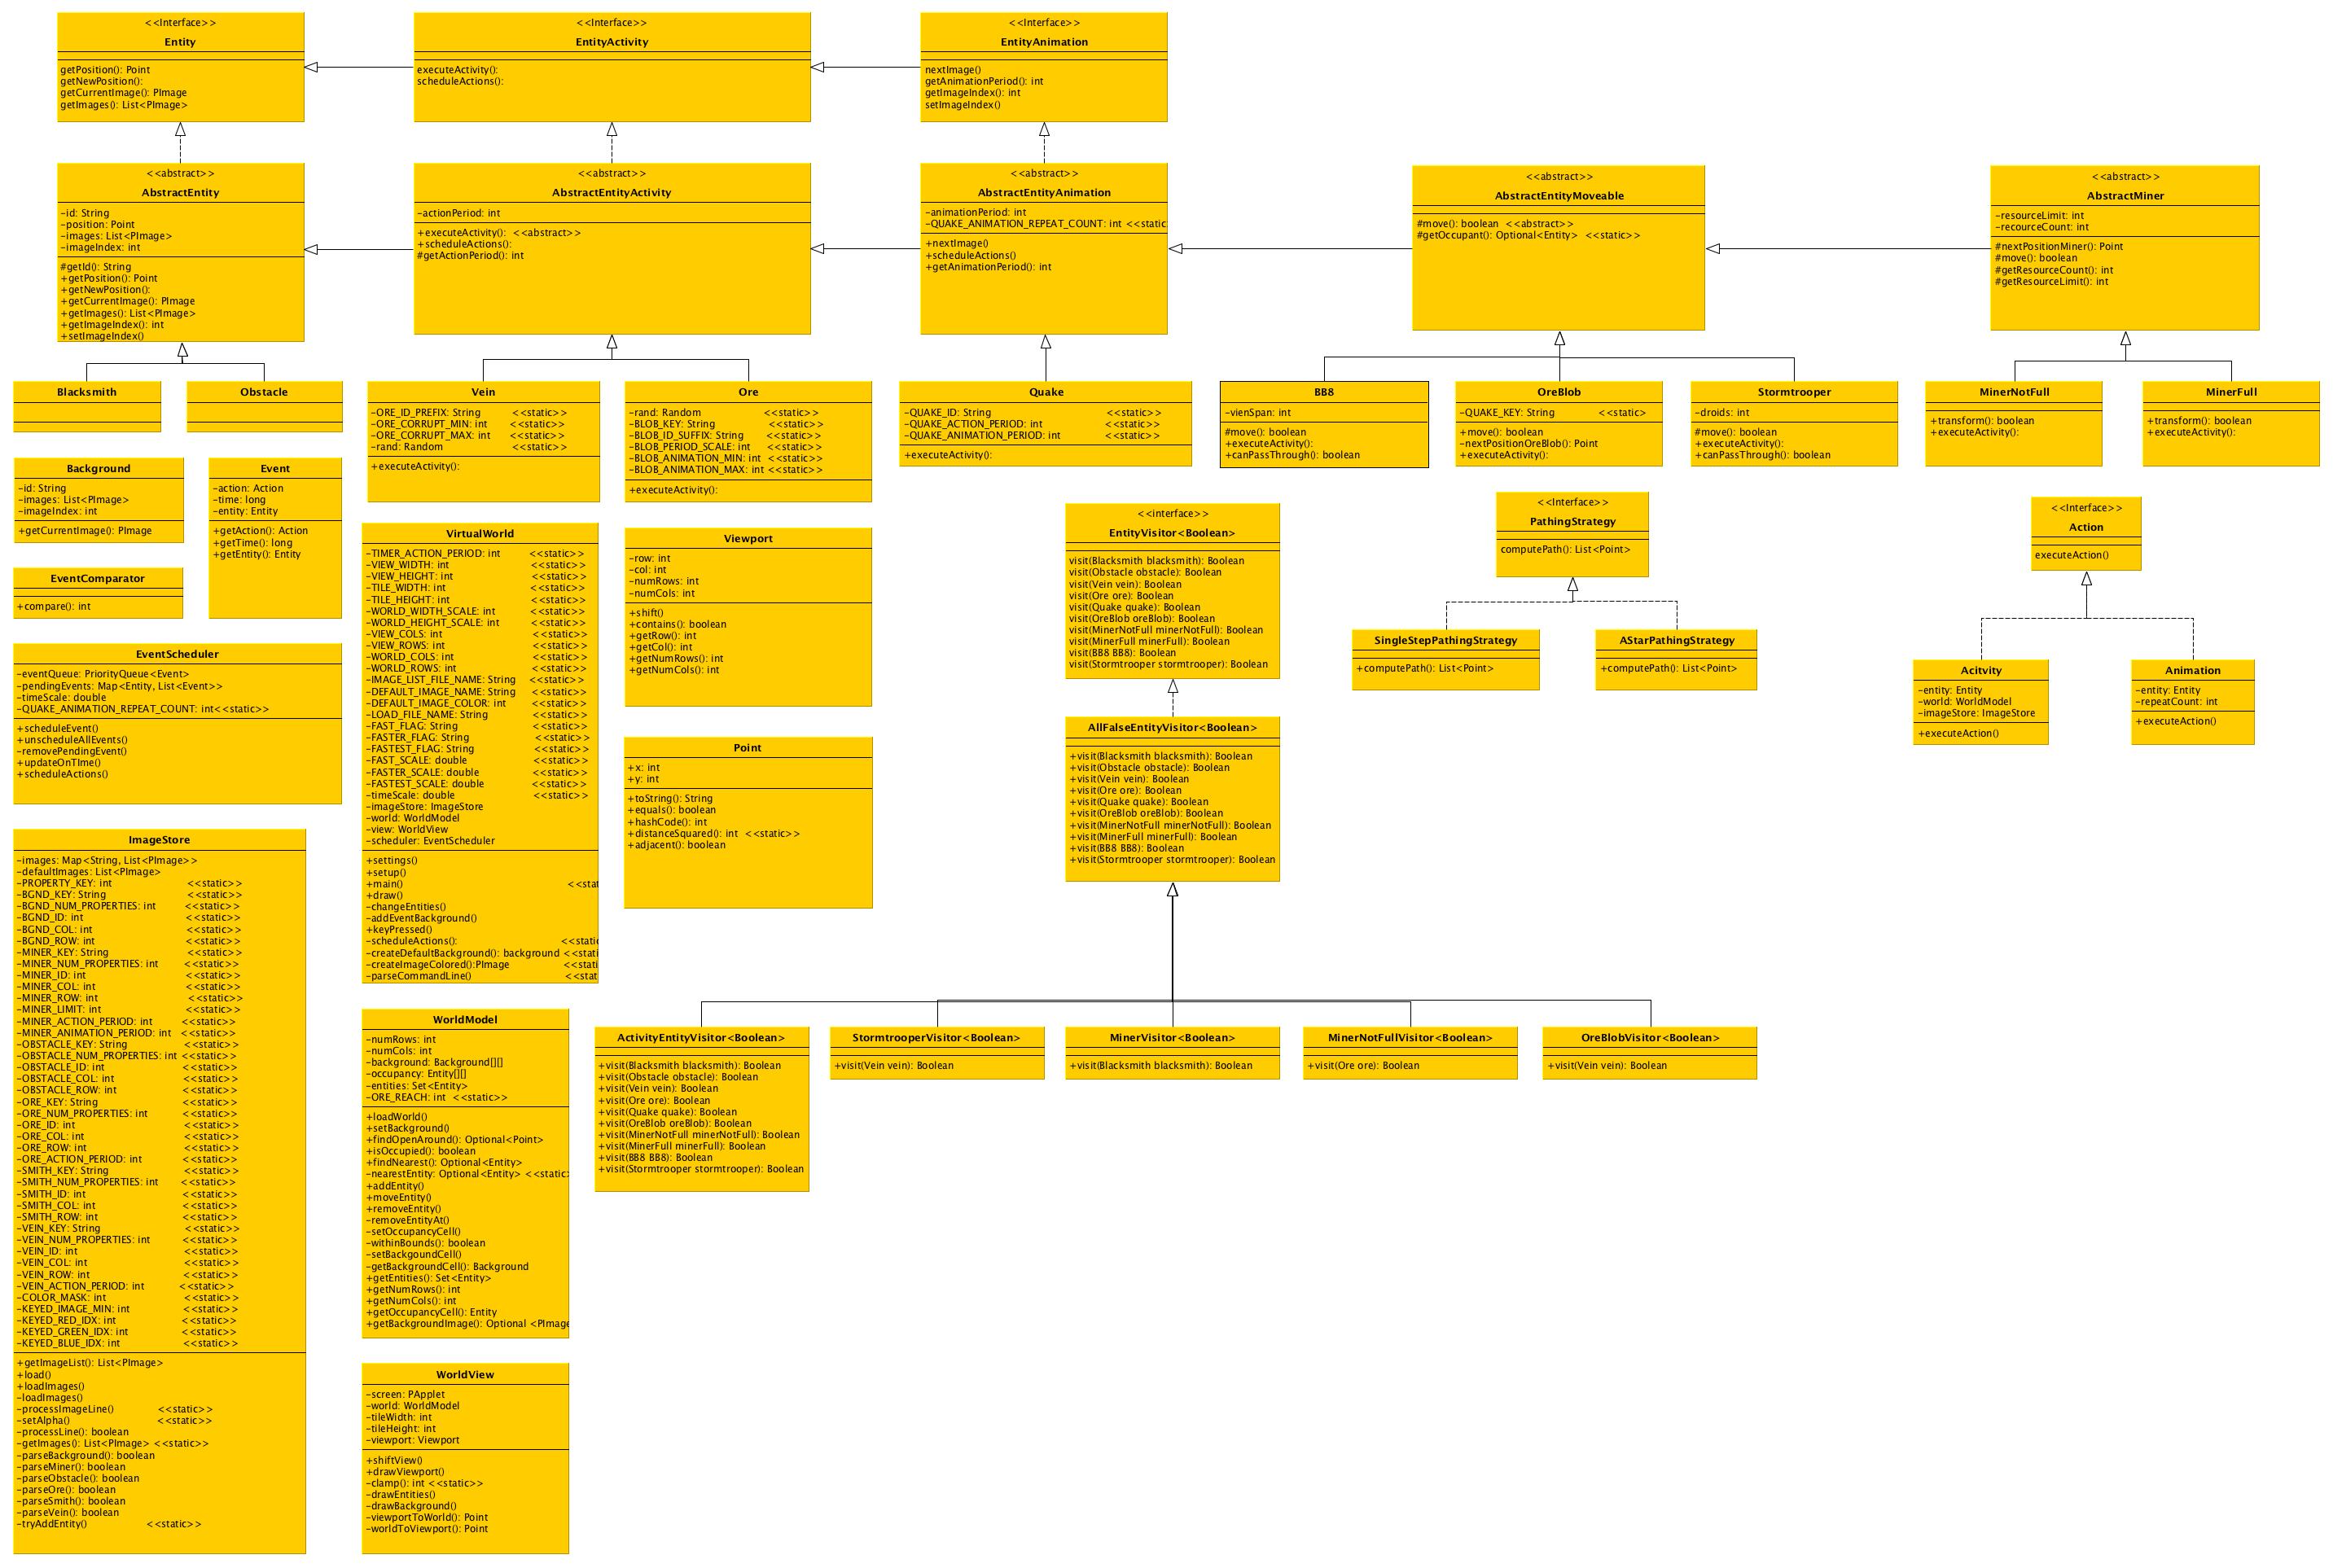 <<Interface>>
Entity
getPosition(): Point
getNewPosition():
getCurrentImage(): PImage
getImages(): List<PImage>
<<Interface>>
EntityActivity
executeActivity():
scheduleActions():
<<Interface>>
EntityAnimation
nextImage()
getAnimationPeriod(): int
getImageIndex(): int
setImageIndex()
<<abstract>>
AbstractEntity
-id: String
-position: Point
-images: List<PImage>
-imageIndex: int
#getId(): String
+getPosition(): Point
+getNewPosition():
+getCurrentImage(): PImage
+getImages(): List<PImage>
+getImageIndex(): int
+setImageIndex()
<<abstract>>
AbstractEntityActivity
-actionPeriod: int
+executeActivity(): <<abstract>>
+scheduleActions():
#getActionPeriod(): int
<<abstract>>
AbstractEntityAnimation
-animationPeriod: int
-QUAKE_ANIMATION_REPEAT_COUNT: int <<static
+nextImage()
+scheduleActions()
+getAnimationPeriod(): int
<<abstract>>
AbstractEntityMoveable
#move(): boolean <<abstract>>
#getOccupant(): Optional<Entity> <<static>>
<<abstract>>
AbstractMiner
-resourceLimit: int
-recourceCount: int
#nextPositionMiner(): Point
#move(): boolean
#getResourceCount(): int
#getResourceLimit(): int
Blacksmith
Obstacle
Vein
-ORE_ID_PREFIX: String <<static>>
-ORE_CORRUPT_MIN: int <<static>>
-ORE_CORRUPT_MAX: int <<static>>
-rand: Random <<static>>
+executeActivity():
Ore
-rand: Random <<static>>
-BLOB_KEY: String <<static>>
-BLOB_ID_SUFFIX: String <<static>>
-BLOB_PERIOD_SCALE: int <<static>>
-BLOB_ANIMATION_MIN: int <<static>>
-BLOB_ANIMATION_MAX: int <<static>>
+executeActivity():
Quake
-QUAKE_ID: String <<static>>
-QUAKE_ACTION_PERIOD: int <<static>>
-QUAKE_ANIMATION_PERIOD: int <<static>>
+executeActivity():
BB8
-vienSpan: int
#move(): boolean
+executeActivity():
+canPassThrough(): boolean
OreBlob
-QUAKE_KEY: String <<static>
+move(): boolean
-nextPositionOreBlob(): Point
+executeActivity():
Stormtrooper
-droids: int
#move(): boolean
+executeActivity():
+canPassThrough(): boolean
MinerNotFull
+transform(): boolean
+executeActivity():
MinerFull
+transform(): boolean
+executeActivity():
Background
-id: String
-images: List<PImage>
-imageIndex: int
+getCurrentImage(): PImage
Event
-action: Action
-time: long
-entity: Entity
+getAction(): Action
+getTime(): long
+getEntity(): Entity
EventComparator
+compare(): int
EventScheduler
-eventQueue: PriorityQueue<Event>
-pendingEvents: Map<Entity, List<Event>>
-timeScale: double
-QUAKE_ANIMATION_REPEAT_COUNT: int<<static>>
+scheduleEvent()
+unscheduleAllEvents()
-removePendingEvent()
+updateOnTIme()
+scheduleActions()
ImageStore
-images: Map<String, List<PImage>>
-defaultImages: List<PImage>
-PROPERTY_KEY: int <<static>>
-BGND_KEY: String <<static>>
-BGND_NUM_PROPERTIES: int <<static>>
-BGND_ID: int <<static>>
-BGND_COL: int <<static>>
-BGND_ROW: int <<static>>
-MINER_KEY: String <<static>>
-MINER_NUM_PROPERTIES: int <<static>>
-MINER_ID: int <<static>>
-MINER_COL: int <<static>>
-MINER_ROW: int <<static>>
-MINER_LIMIT: int <<static>>
-MINER_ACTION_PERIOD: int <<static>>
-MINER_ANIMATION_PERIOD: int <<static>>
-OBSTACLE_KEY: String <<static>>
-OBSTACLE_NUM_PROPERTIES: int <<static>>
-OBSTACLE_ID: int <<static>>
-OBSTACLE_COL: int <<static>>
-OBSTACLE_ROW: int <<static>>
-ORE_KEY: String <<static>>
-ORE_NUM_PROPERTIES: int <<static>>
-ORE_ID: int <<static>>
-ORE_COL: int <<static>>
-ORE_ROW: int <<static>>
-ORE_ACTION_PERIOD: int <<static>>
-SMITH_KEY: String <<static>>
-SMITH_NUM_PROPERTIES: int <<static>>
-SMITH_ID: int <<static>>
-SMITH_COL: int <<static>>
-SMITH_ROW: int <<static>>
-VEIN_KEY: String <<static>>
-VEIN_NUM_PROPERTIES: int <<static>>
-VEIN_ID: int <<static>>
-VEIN_COL: int <<static>>
-VEIN_ROW: int <<static>>
-VEIN_ACTION_PERIOD: int <<static>>
-COLOR_MASK: int <<static>>
-KEYED_IMAGE_MIN: int <<static>>
-KEYED_RED_IDX: int <<static>>
-KEYED_GREEN_IDX: int <<static>>
-KEYED_BLUE_IDX: int <<static>>
+getImageList(): List<PImage>
+load()
+loadImages()
-loadImages()
-processImageLine() <<static>>
-setAlpha() <<static>>
-processLine(): boolean
-getImages(): List<PImage> <<static>>
-parseBackground(): boolean
-parseMiner(): boolean
-parseObstacle(): boolean
-parseOre(): boolean
-parseSmith(): boolean
-parseVein(): boolean
-tryAddEntity() <<static>>
VirtualWorld
-TIMER_ACTION_PERIOD: int <<static>>
-VIEW_WIDTH: int <<static>>
-VIEW_HEIGHT: int <<static>>
-TILE_WIDTH: int <<static>>
-TILE_HEIGHT: int <<static>>
-WORLD_WIDTH_SCALE: int <<static>>
-WORLD_HEIGHT_SCALE: int <<static>>
-VIEW_COLS: int <<static>>
-VIEW_ROWS: int <<static>>
-WORLD_COLS: int <<static>>
-WORLD_ROWS: int <<static>>
-IMAGE_LIST_FILE_NAME: String <<static>>
-DEFAULT_IMAGE_NAME: String <<static>>
-DEFAULT_IMAGE_COLOR: int <<static>>
-LOAD_FILE_NAME: String <<static>>
-FAST_FLAG: String <<static>>
-FASTER_FLAG: String <<static>>
-FASTEST_FLAG: String <<static>>
-FAST_SCALE: double <<static>>
-FASTER_SCALE: double <<static>>
-FASTEST_SCALE: double <<static>>
-timeScale: double <<static>>
-imageStore: ImageStore
-world: WorldModel
-view: WorldView
-scheduler: EventScheduler
+settings()
+setup()
+main() <<stat
+draw()
-changeEntities()
-addEventBackground()
+keyPressed()
-scheduleActions(): <<static
-createDefaultBackground(): background <<stati
-createImageColored():PImage <<stati
-parseCommandLine() <<stat
WorldModel
-numRows: int
-numCols: int
-background: Background[][]
-occupancy: Entity[][]
-entities: Set<Entity>
-ORE_REACH: int <<static>>
+loadWorld()
+setBackground()
+findOpenAround(): Optional<Point>
+isOccupied(): boolean
+findNearest(): Optional<Entity>
-nearestEntity: Optional<Entity> <<static>
+addEntity()
+moveEntity()
+removeEntity()
-removeEntityAt()
-setOccupancyCell()
-withinBounds(): boolean
-setBackgoundCell()
-getBackgroundCell(): Background
+getEntities(): Set<Entity>
+getNumRows(): int
+getNumCols(): int
+getOccupancyCell(): Entity
+getBackgroundImage(): Optional <PImage
WorldView
-screen: PApplet
-world: WorldModel
-tileWidth: int
-tileHeight: int
-viewport: Viewport
+shiftView()
+drawViewport()
-clamp(): int <<static>>
-drawEntities()
-drawBackground()
-viewportToWorld: Point
-worldToViewport(): Point
Viewport
-row: int
-col: int
-numRows: int
-numCols: int
+shift()
+contains(): boolean
+getRow(): int
+getCol(): int
+getNumRows(): int
+getNumCols(): int
Point
+x: int
+y: int
+toString(): String
+equals(): boolean
+hashCode(): int
+distanceSquared(): int <<static>>
+adjacent(): boolean
<<interface>>
EntityVisitor<Boolean>
visit(Blacksmith blacksmith): Boolean
visit(Obstacle obstacle): Boolean
visit(Vein vein): Boolean
visit(Ore ore): Boolean
visit(Quake quake): Boolean
visit(OreBlob oreBlob): Boolean
visit(MinerNotFull minerNotFull): Boolean
visit(MinerFull minerFull): Boolean
visit(BB8 BB8): Boolean
visit(Stormtrooper stormtrooper): Boolean
AllFalseEntityVisitor<Boolean>
+visit(Blacksmith blacksmith): Boolean
+visit(Obstacle obstacle): Boolean
+visit(Vein vein): Boolean
+visit(Ore ore): Boolean
+visit(Quake quake): Boolean
+visit(OreBlob oreBlob): Boolean
+visit(MinerNotFull minerNotFull): Boolean
+visit(MinerFull minerFull): Boolean
+visit(BB8 BB8): Boolean
+visit(Stormtrooper stormtrooper): Boolean
<<Interface>>
PathingStrategy
computePath(): List<Point>
SingleStepPathingStrategy
+computePath(): List<Point>
AStarPathingStrategy
+computePath(): List<Point>
<<Interface>>
Action
executeAction()
Acitvity
-entity: Entity
-world: WorldModel
-imageStore: ImageStore
+executeAction()
Animation
-entity: Entity
-repeatCount: int
+executeAction()
ActivityEntityVisitor<Boolean>
+visit(Blacksmith blacksmith): Boolean
+visit(Obstacle obstacle): Boolean
+visit(Vein vein): Boolean
+visit(Ore ore): Boolean
+visit(Quake quake): Boolean
+visit(OreBlob oreBlob): Boolean
+visit(MinerNotFull minerNotFull): Boolean
+visit(MinerFull minerFull): Boolean
+visit(BB8 BB8): Boolean
+visit(Stormtrooper stormtrooper): Boolean
StormtrooperVisitor<Boolean>
+visit(Vein vein): Boolean
MinerVisitor<Boolean>
+visit(Blacksmith blacksmith): Boolean
MinerNotFullVisitor<Boolean>
+visit(Ore ore): Boolean
OreBlobVisitor<Boolean>
+visit(Vein vein): Boolean